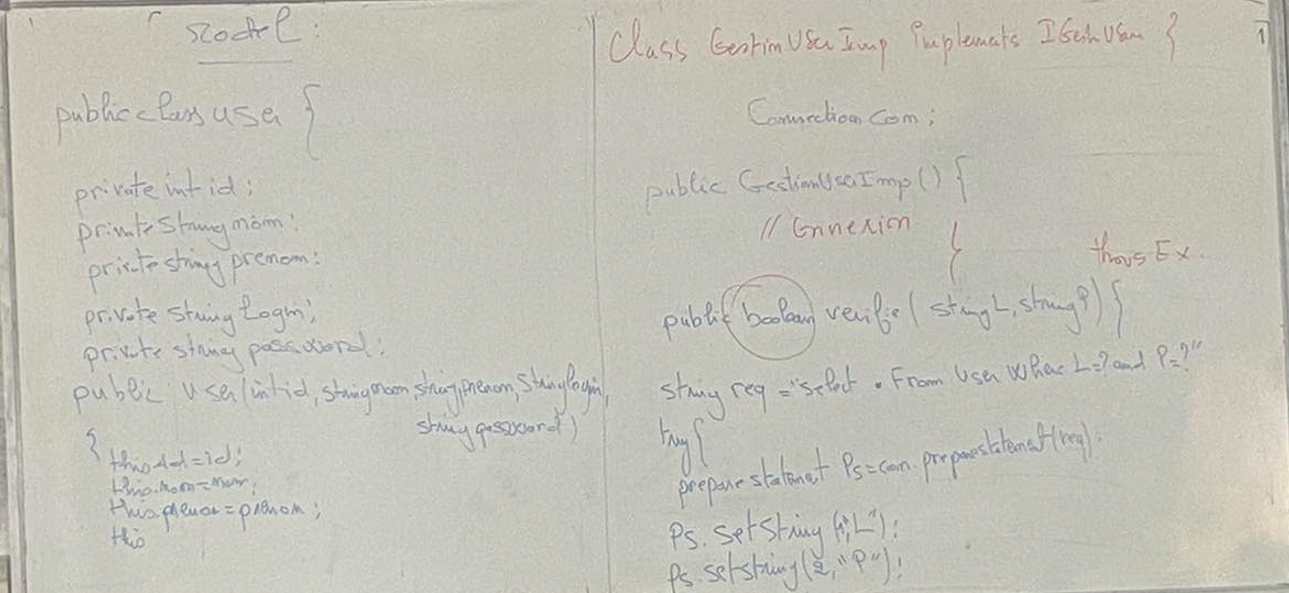 Model :
public class user {
private int id ;
private String nom ;
private string prenom ;
private string Login ;
private string password ;
public user (int id, string nom, string prenom, String login,
string password)
{
this.id = id ;
this.nom = nom ;
this.prenom = prenom ;
this
Class GestionUserImp implements IGestUser {
1
Connection con ;
public GestionUserImp () {
// Connexion }
throws Ex.
public boolean verifie ( string L, string P) {
string req = "select * From User Where L=? and P=?"
try {
prepare statement Ps = con. prepare statement (req) ;
Ps. setString (1, "L") ;
Ps. setstring (2, "P") ;